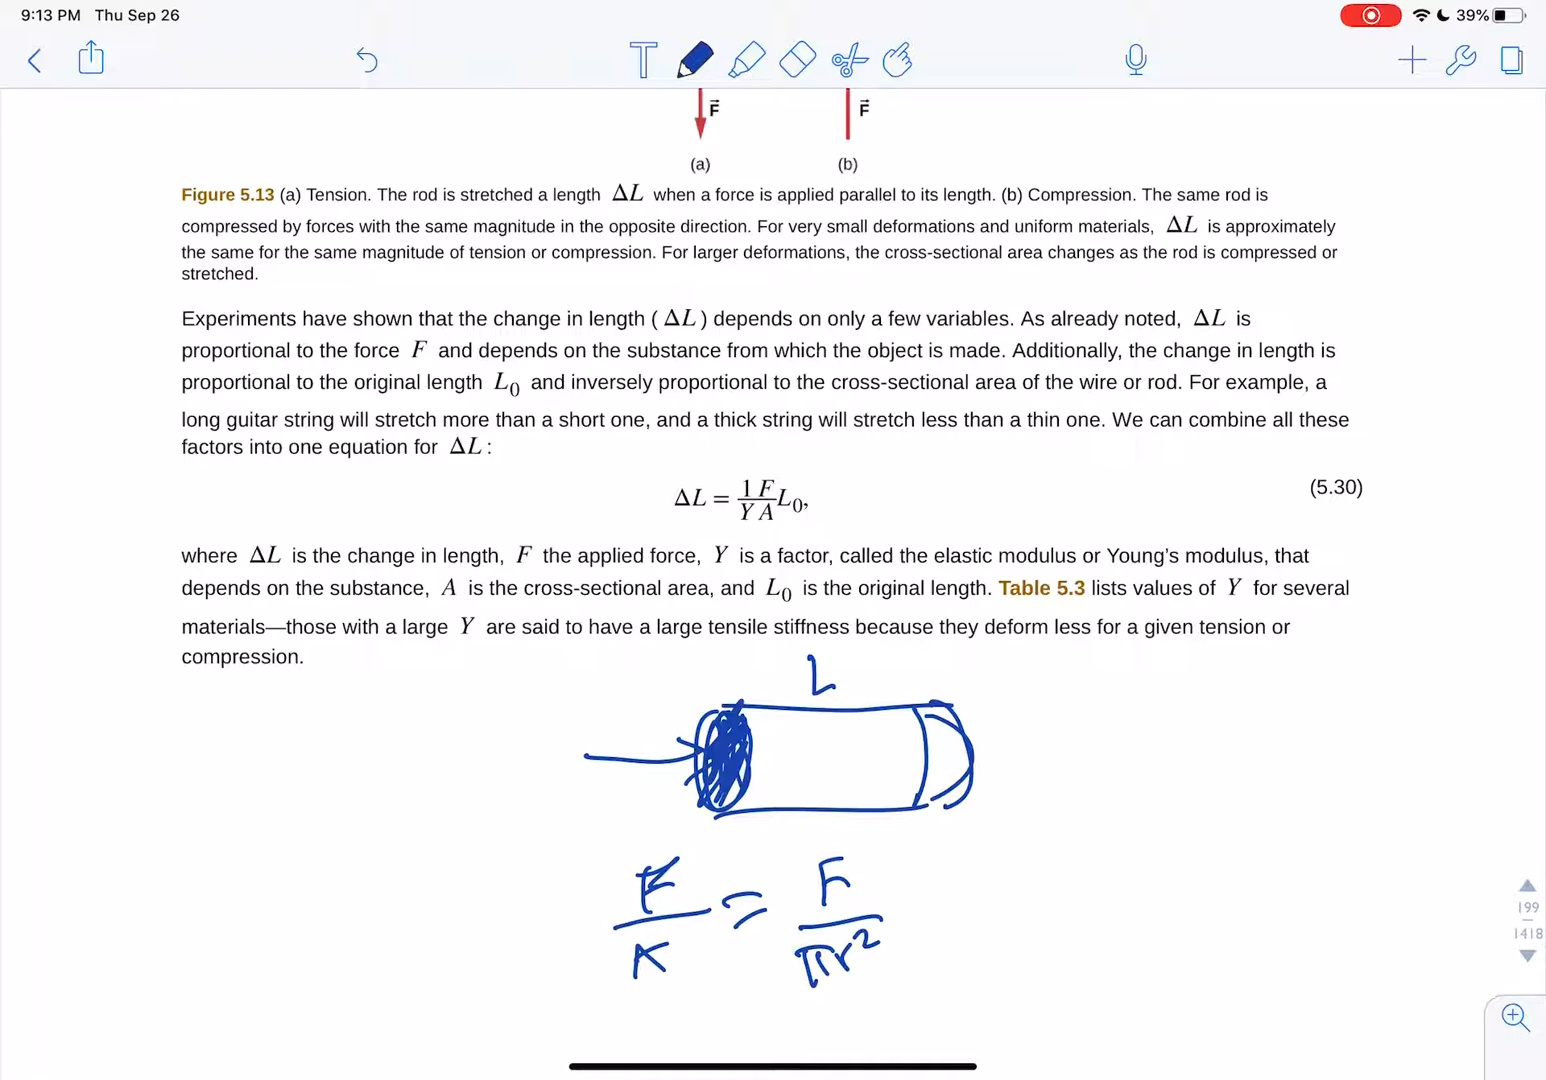 9:13 PM Thu Sep 26 39%
T
F F
(a) (b)
Figure 5.13 (a) Tension. The rod is stretched a length ΔL when a force is applied parallel to its length. (b) Compression. The same rod is
compressed by forces with the same magnitude in the opposite direction. For very small deformations and uniform materials, ΔL is approximately
the same for the same magnitude of tension or compression. For larger deformations, the cross-sectional area changes as the rod is compressed or
stretched.
Experiments have shown that the change in length ( ΔL ) depends on only a few variables. As already noted, ΔL is
proportional to the force F and depends on the substance from which the object is made. Additionally, the change in length is
proportional to the original length L₀ and inversely proportional to the cross-sectional area of the wire or rod. For example, a
long guitar string will stretch more than a short one, and a thick string will stretch less than a thin one. We can combine all these
factors into one equation for ΔL :
ΔL = 1/Y F/A L₀, (5.30)
where ΔL is the change in length, F the applied force, Y is a factor, called the elastic modulus or Young's modulus, that
depends on the substance, A is the cross-sectional area, and L₀ is the original length. Table 5.3 lists values of Y for several
materials—those with a large Y are said to have a large tensile stiffness because they deform less for a given tension or
compression.
L
F/A = F/πr²
199
1418